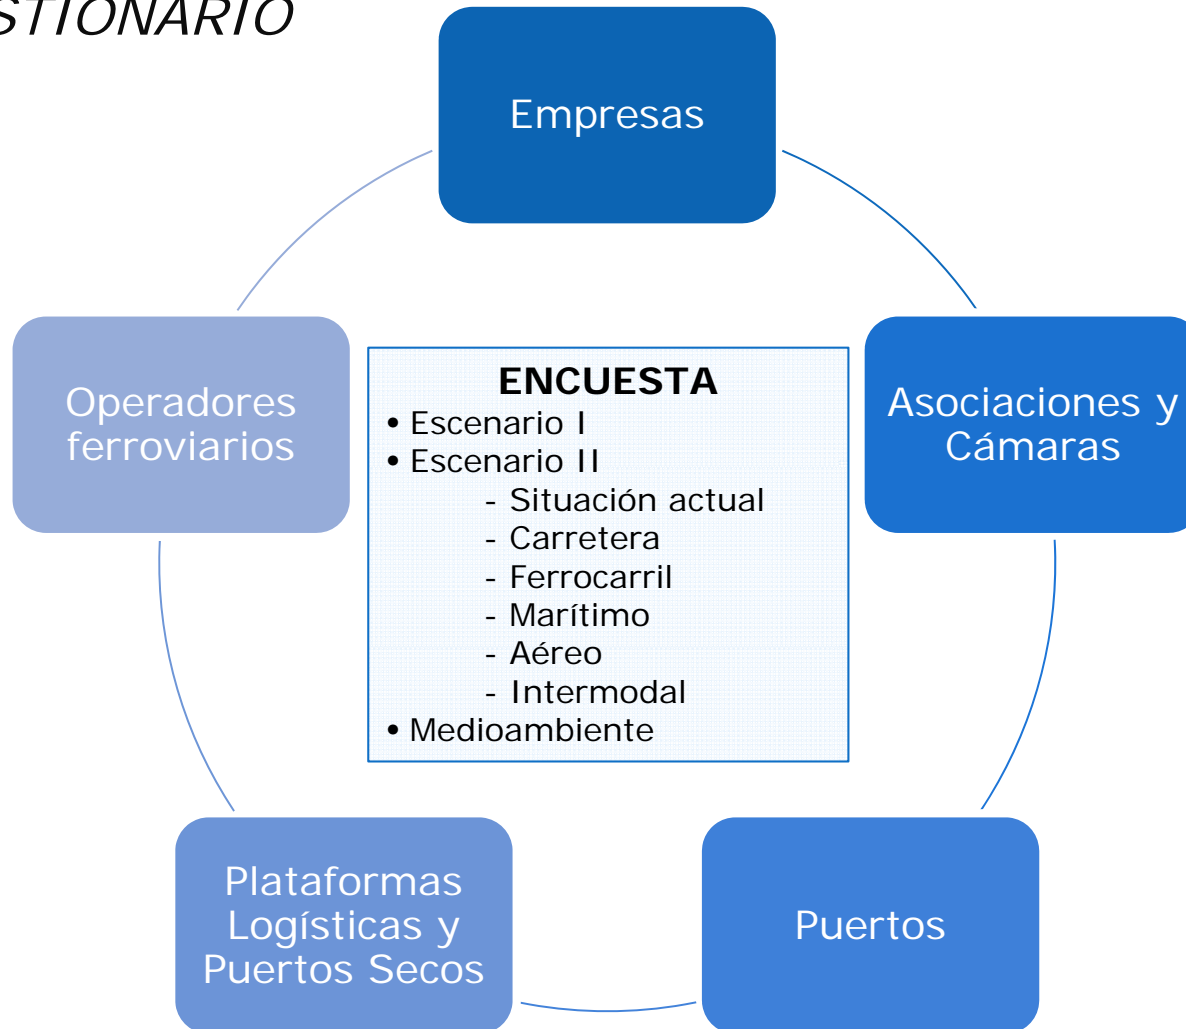 STIONARIO
Empresas
Operadores
ferroviarios
ENCUESTA
• Escenario I
• Escenario II
- Situación actual
- Carretera
- Ferrocarril
- Marítimo
- Aéreo
- Intermodal
• Medioambiente
Asociaciones y
Cámaras
Plataformas
Logísticas y
Puertos Secos
Puertos